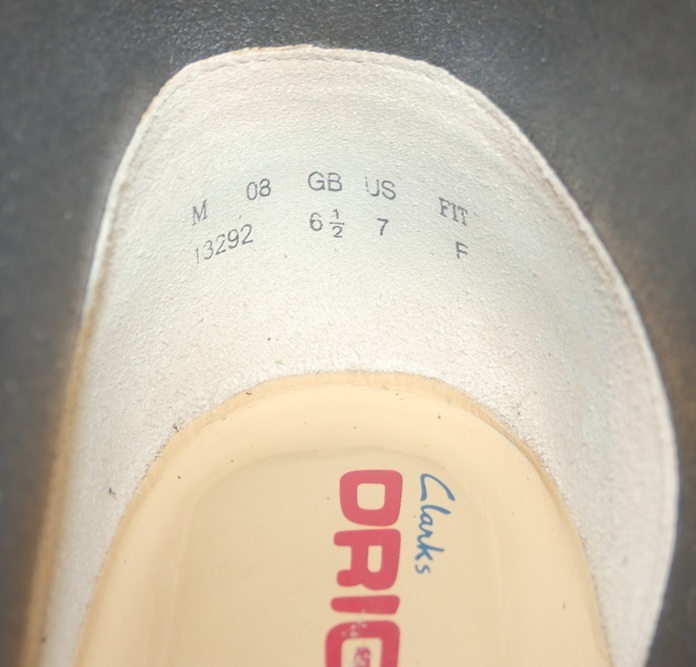 M 08 GB US FIT
13292 6½ 7 F
Clarks
ORIG